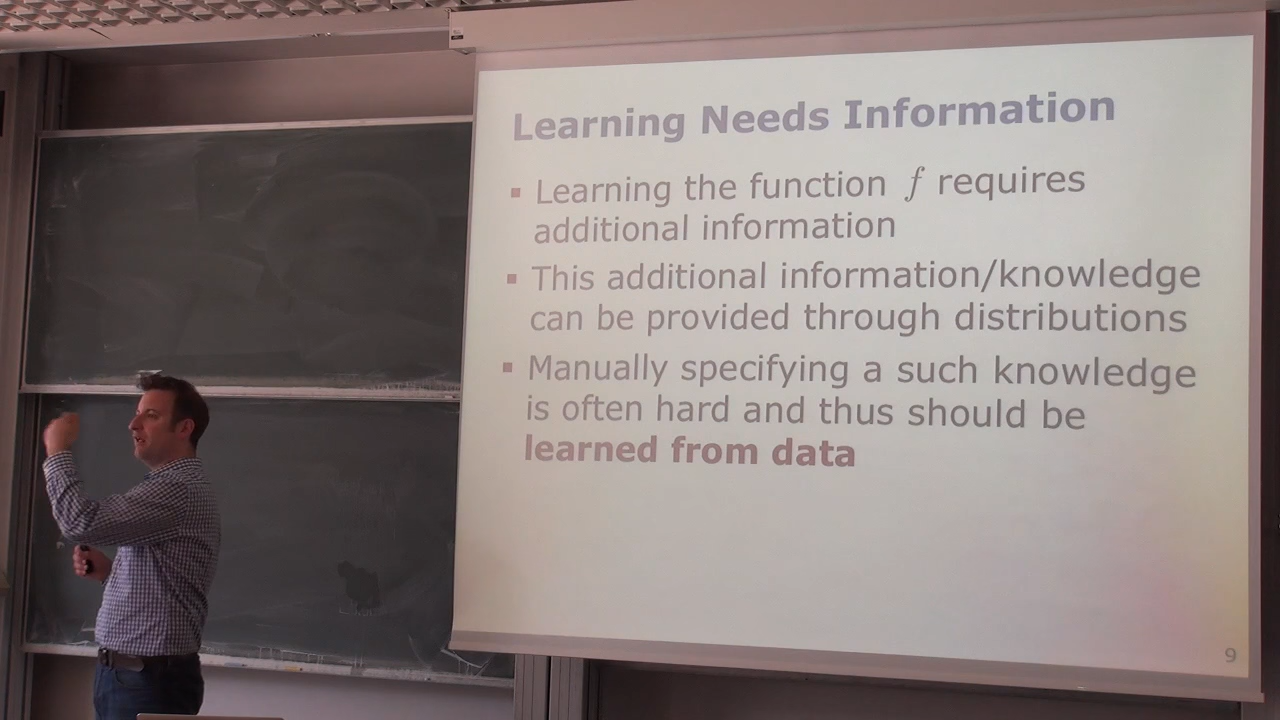 Learning Needs Information
▪ Learning the function f requires
additional information
▪ This additional information/knowledge
can be provided through distributions
▪ Manually specifying a such knowledge
is often hard and thus should be
learned from data
9